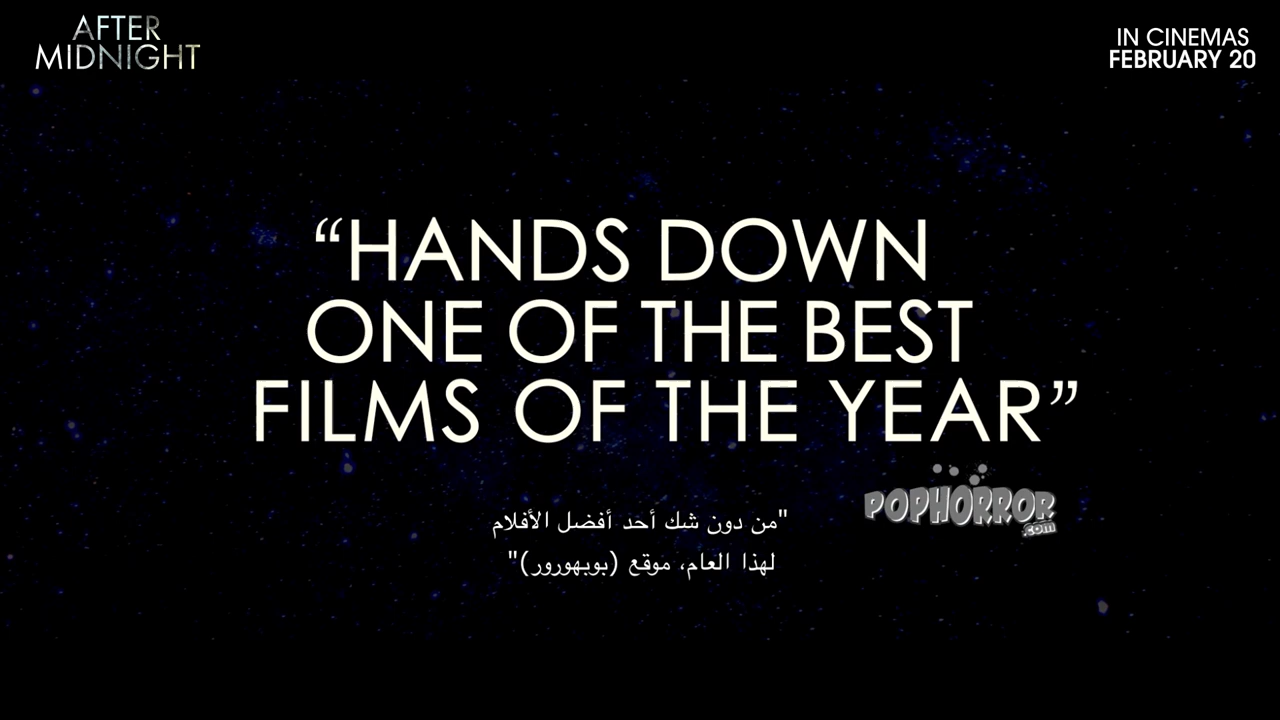 AFTER
MIDNIGHT
IN CINEMAS
FEBRUARY 20
“HANDS DOWN
ONE OF THE BEST
FILMS OF THE YEAR”
POPHORROR
.com
"من دون شك أحد أفضل الأفلام
لهذا العام، موقع (بوبهورور)"